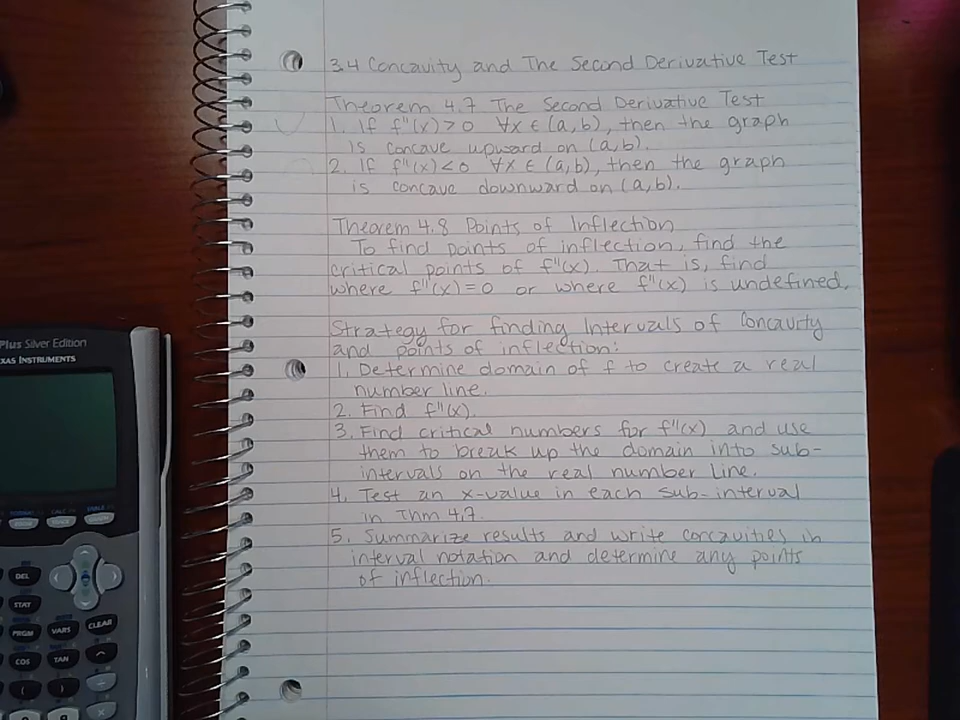 3.4 Concavity and The Second Derivative Test
Theorem 4.7 The Second Derivative Test
1. If f''(x) > 0 ∀x ∈ (a,b), then the graph
is concave upward on (a,b).
2. If f''(x) < 0 ∀x ∈ (a,b), then the graph
is concave downward on (a,b).
Theorem 4.8 Points of Inflection
To find points of inflection, find the
critical points of f''(x). That is, find
where f''(x) = 0 or where f''(x) is undefined.
Strategy for finding Intervals of Concavity
and points of inflection:
1. Determine domain of f to create a real
number line.
2. Find f''(x).
3. Find critical numbers for f''(x) and use
them to break up the domain into sub-
intervals on the real number line.
4. Test an x-value in each sub-interval
in Thm 4.7.
5. Summarize results and write concavities in
interval notation and determine any points
of inflection.
Plus Silver Edition
XAS INSTRUMENTS
DEL
STAT
PRGM VARS CLEAR
COS TAN ^
( ) ÷